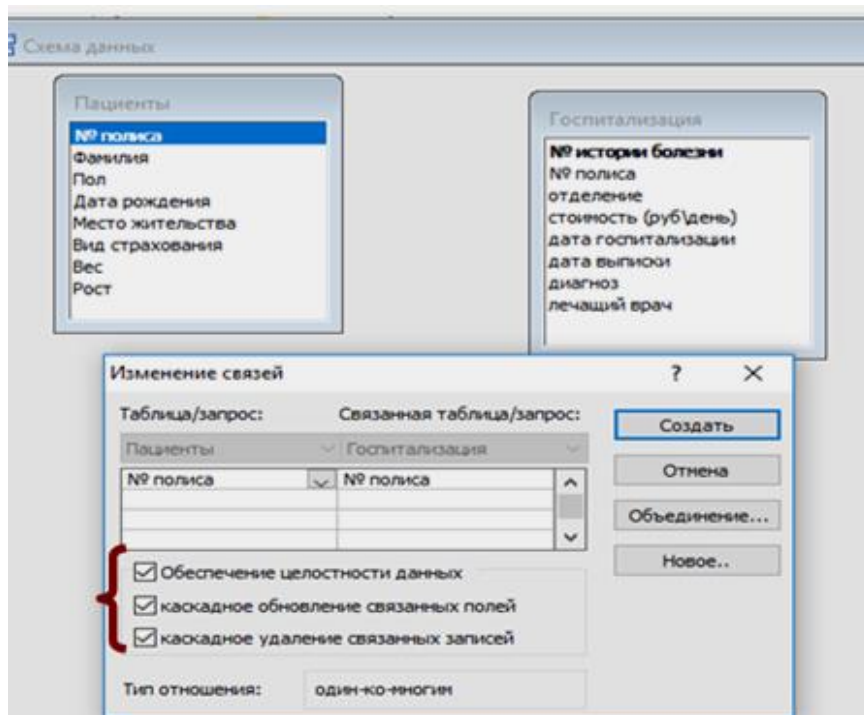 Схема данных
Пациенты
№ полиса
Фамилия
Пол
Дата рождения
Место жительства
Вид страхования
Вес
Рост
Госпитализация
№ истории болезни
№ полиса
отделение
стоимость (руб\день)
дата госпитализации
дата выписки
диагноз
лечащий врач
Изменение связей ?
Таблица/запрос: Связанная таблица/запрос:
Пациенты Госпитализация
№ полиса № полиса
Создать
Отмена
Объединение...
Новое..
Обеспечение целостности данных
каскадное обновление связанных полей
каскадное удаление связанных записей
Тип отношения: один-ко-многим